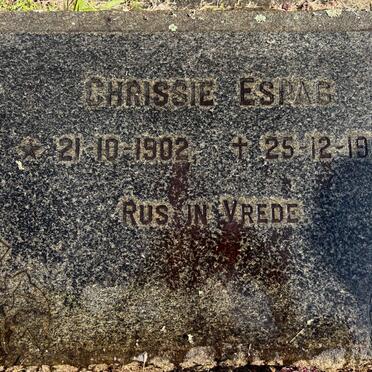 CHRISSIE ESPAG
* 21-10-1902, † 25-12-19
RUS IN VREDE